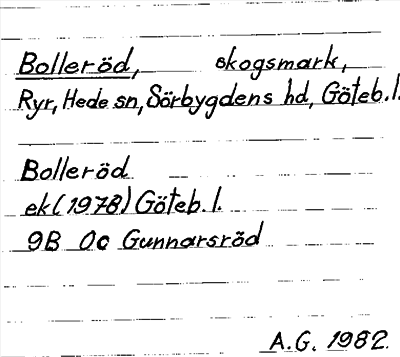 Bolleröd, skogsmark,
Ryr, Hede sn, Sörbygdens hd, Göteb.l.
Bolleröd
ek (1978) Göteb.l.
9B 0c Gunnarsröd
A.G. 1982.